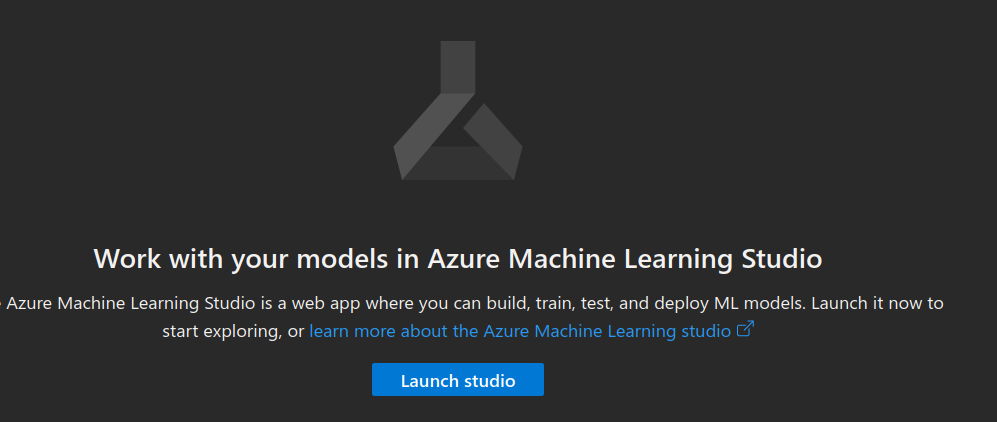 Work with your models in Azure Machine Learning Studio
Azure Machine Learning Studio is a web app where you can build, train, test, and deploy ML models. Launch it now to
start exploring, or learn more about the Azure Machine Learning studio
Launch studio